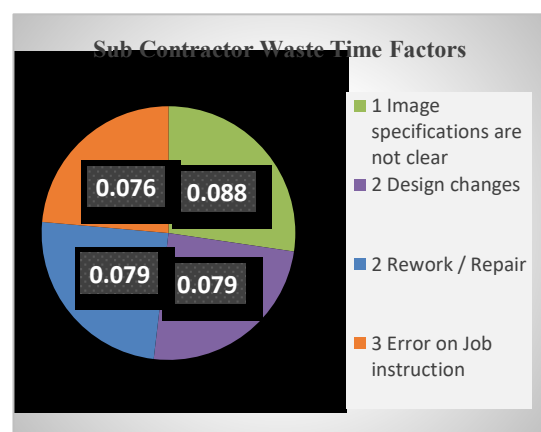 Sub Contractor Waste Time Factors
0.076
0.088
0.079
0.079
1 Image
specifications are
not clear
2 Design changes
2 Rework / Repair
3 Error on Job
instruction